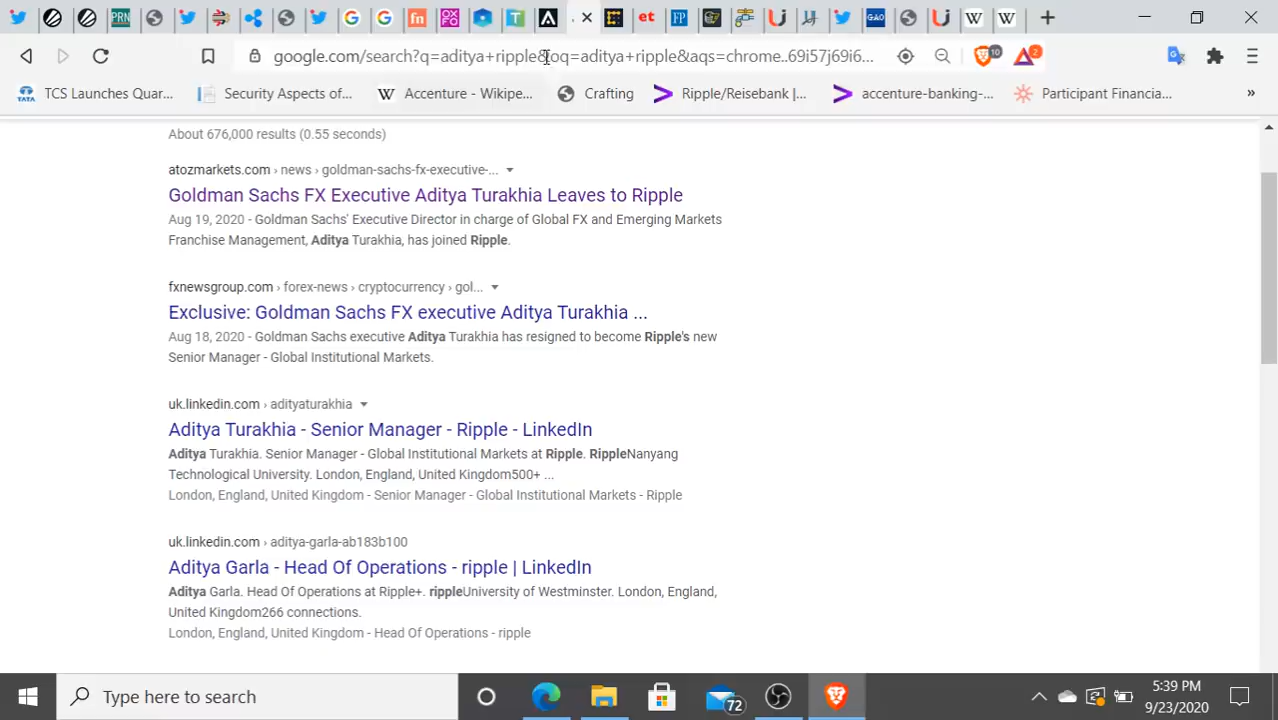 PRN
fn
OXFO
T
et
FP
GAO
W
W
google.com/search?q=aditya+ripple&oq=aditya+ripple&aqs=chrome..69i57j69i6...
10
2
TATA
TCS Launches Quar...
Security Aspects of...
W Accenture - Wikipe...
Crafting
Ripple/Reisebank |...
accenture-banking-...
Participant Financia...
»
About 676,000 results (0.55 seconds)
atozmarkets.com › news › goldman-sachs-fx-executive-...
Goldman Sachs FX Executive Aditya Turakhia Leaves to Ripple
Aug 19, 2020 - Goldman Sachs' Executive Director in charge of Global FX and Emerging Markets
Franchise Management, Aditya Turakhia, has joined Ripple.
fxnewsgroup.com › forex-news › cryptocurrency › gol...
Exclusive: Goldman Sachs FX executive Aditya Turakhia ...
Aug 18, 2020 - Goldman Sachs executive Aditya Turakhia has resigned to become Ripple's new
Senior Manager - Global Institutional Markets.
uk.linkedin.com › adityaturakhia
Aditya Turakhia - Senior Manager - Ripple - LinkedIn
Aditya Turakhia. Senior Manager - Global Institutional Markets at Ripple. RippleNanyang
Technological University. London, England, United Kingdom500+ ...
London, England, United Kingdom - Senior Manager - Global Institutional Markets - Ripple
uk.linkedin.com › aditya-garla-ab183b100
Aditya Garla - Head Of Operations - ripple | LinkedIn
Aditya Garla. Head Of Operations at Ripple+. rippleUniversity of Westminster. London, England,
United Kingdom266 connections.
London, England, United Kingdom - Head Of Operations - ripple
Type here to search
72
5:39 PM
9/23/2020